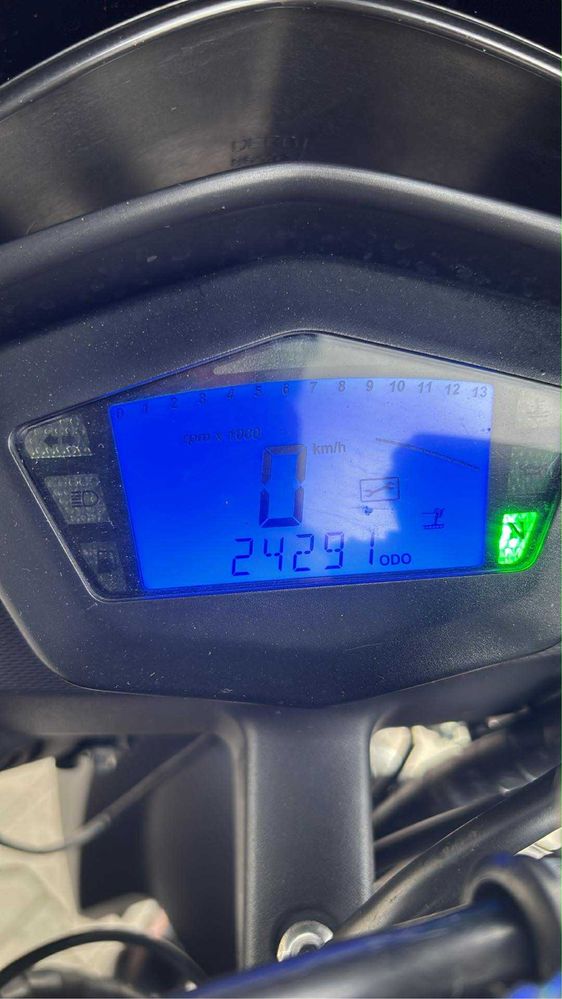 0 1 2 3 4 5 6 7 8 9 10 11 12 13
rpm x 1000
0 km/h
24291 ODO
N